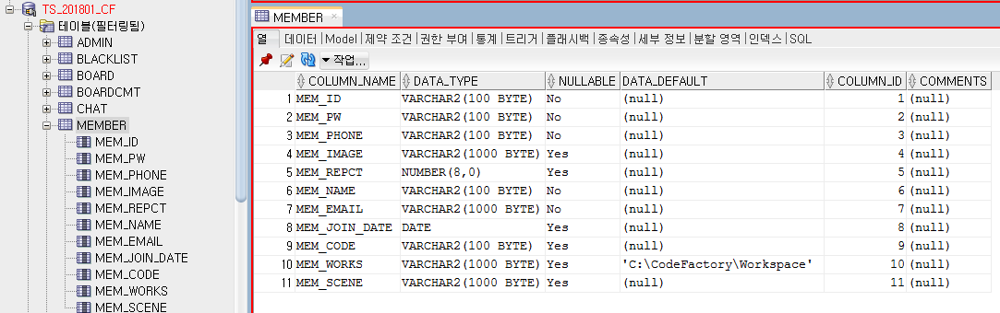 TS_201801_CF
테이블(필터링됨)
ADMIN
BLACKLIST
BOARD
BOARDCMT
CHAT
MEMBER
MEM_ID
MEM_PW
MEM_PHONE
MEM_IMAGE
MEM_REPCT
MEM_NAME
MEM_EMAIL
MEM_JOIN_DATE
MEM_CODE
MEM_WORKS
MEM_SCENE
MEMBER
열 데이터 Model 제약 조건 권한 부여 통계 트리거 플래시백 종속성 세부 정보 분할 영역 인덱스 SQL
작업...
COLUMN_NAME DATA_TYPE NULLABLE DATA_DEFAULT COLUMN_ID COMMENTS
1 MEM_ID VARCHAR2(100 BYTE) No (null) 1 (null)
2 MEM_PW VARCHAR2(100 BYTE) No (null) 2 (null)
3 MEM_PHONE VARCHAR2(100 BYTE) No (null) 3 (null)
4 MEM_IMAGE VARCHAR2(1000 BYTE) Yes (null) 4 (null)
5 MEM_REPCT NUMBER(8,0) Yes (null) 5 (null)
6 MEM_NAME VARCHAR2(100 BYTE) No (null) 6 (null)
7 MEM_EMAIL VARCHAR2(1000 BYTE) No (null) 7 (null)
8 MEM_JOIN_DATE DATE Yes (null) 8 (null)
9 MEM_CODE VARCHAR2(100 BYTE) Yes (null) 9 (null)
10 MEM_WORKS VARCHAR2(1000 BYTE) Yes 'C:\CodeFactory\Workspace' 10 (null)
11 MEM_SCENE VARCHAR2(1000 BYTE) Yes (null) 11 (null)